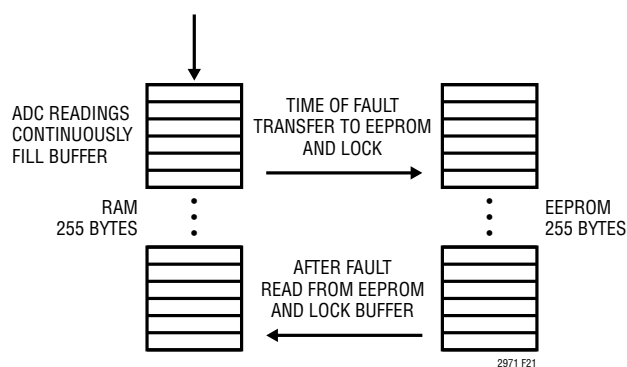 ADC READINGS
CONTINUOUSLY
FILL BUFFER
TIME OF FAULT
TRANSFER TO EEPROM
AND LOCK
RAM
255 BYTES
EEPROM
255 BYTES
AFTER FAULT
READ FROM EEPROM
AND LOCK BUFFER
2971 F21